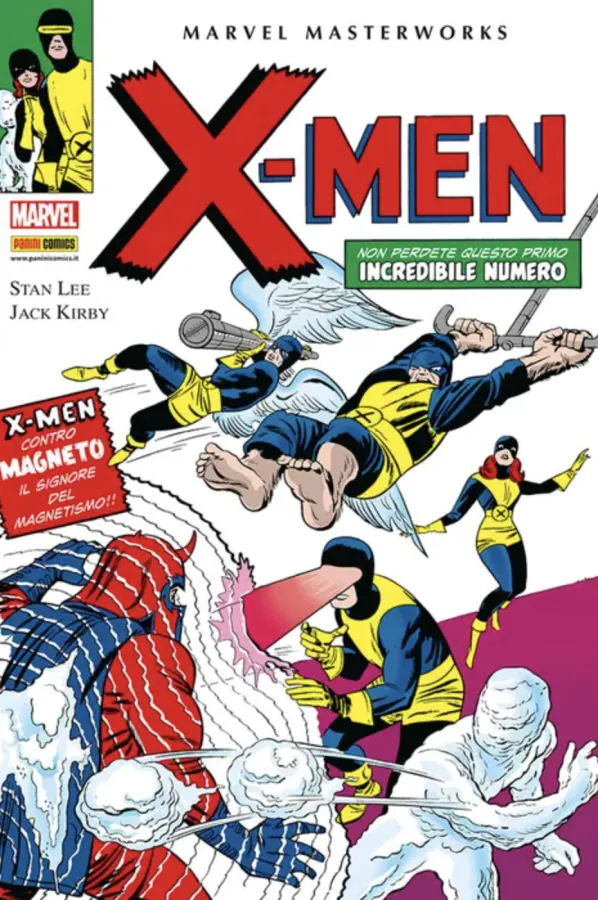 MARVEL MASTERWORKS
X-MEN
MARVEL
PANINI COMICS
www.paninicomics.it
NON PERDETE QUESTO PRIMO
INCREDIBILE NUMERO
STAN LEE
JACK KIRBY
X-MEN
CONTRO
MAGNETO
IL SIGNORE
DEL
MAGNETISMO!!